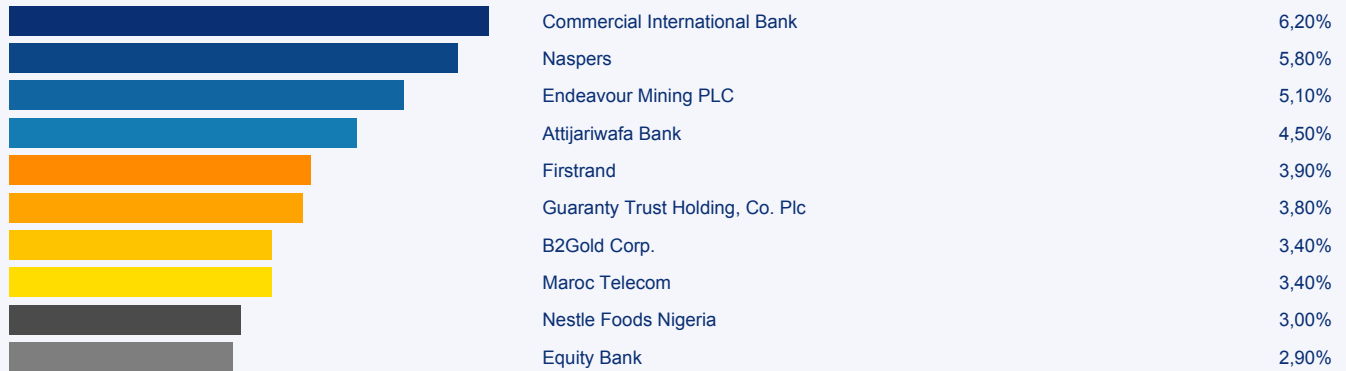 Commercial International Bank 6,20%
Naspers 5,80%
Endeavour Mining PLC 5,10%
Attijariwafa Bank 4,50%
Firstrand 3,90%
Guaranty Trust Holding, Co. Plc 3,80%
B2Gold Corp. 3,40%
Maroc Telecom 3,40%
Nestle Foods Nigeria 3,00%
Equity Bank 2,90%